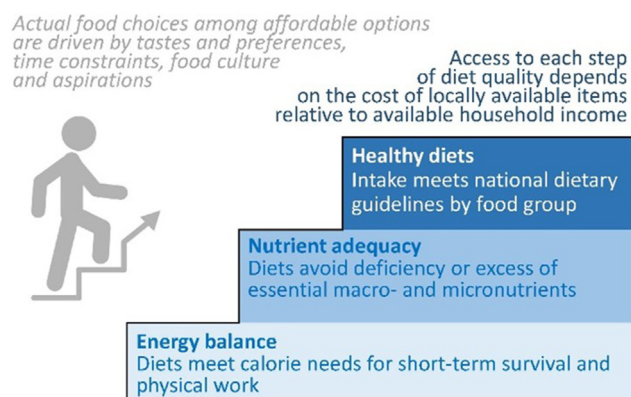 Actual food choices among affordable options
are driven by tastes and preferences,
time constraints, food culture
and aspirations
Access to each step
of diet quality depends
on the cost of locally available items
relative to available household income
Healthy diets
Intake meets national dietary
guidelines by food group
Nutrient adequacy
Diets avoid deficiency or excess of
essential macro- and micronutrients
Energy balance
Diets meet calorie needs for short-term survival and
physical work